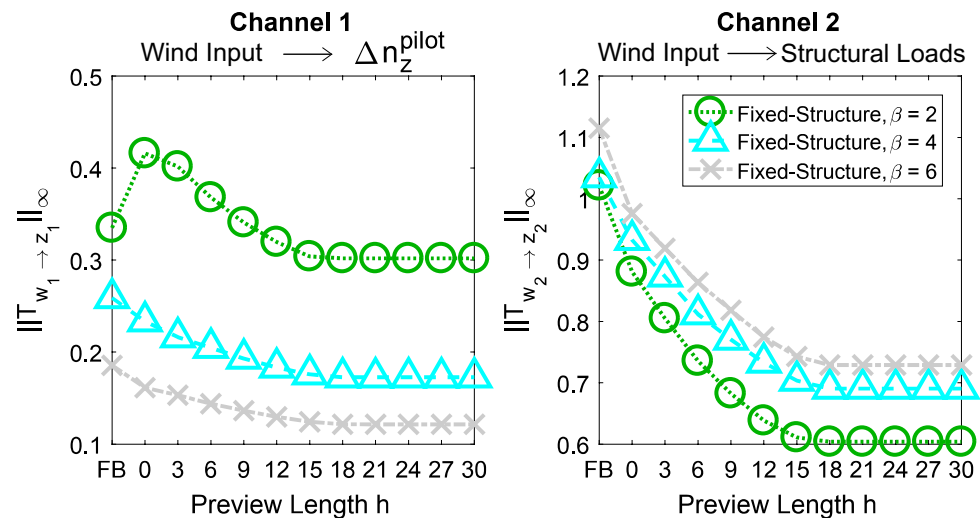 Channel 1
Wind Input → Δ n_z^pilot
||T_{w_1 → z_1}||_∞
0.5
0.4
0.3
0.2
0.1
FB 0 3 6 9 12 15 18 21 24 27 30
Preview Length h
Channel 2
Wind Input → Structural Loads
||T_{w_2 → z_2}||_∞
1.2
1.1
1
0.9
0.8
0.7
0.6
Fixed-Structure, β = 2
Fixed-Structure, β = 4
Fixed-Structure, β = 6
FB 0 3 6 9 12 15 18 21 24 27 30
Preview Length h